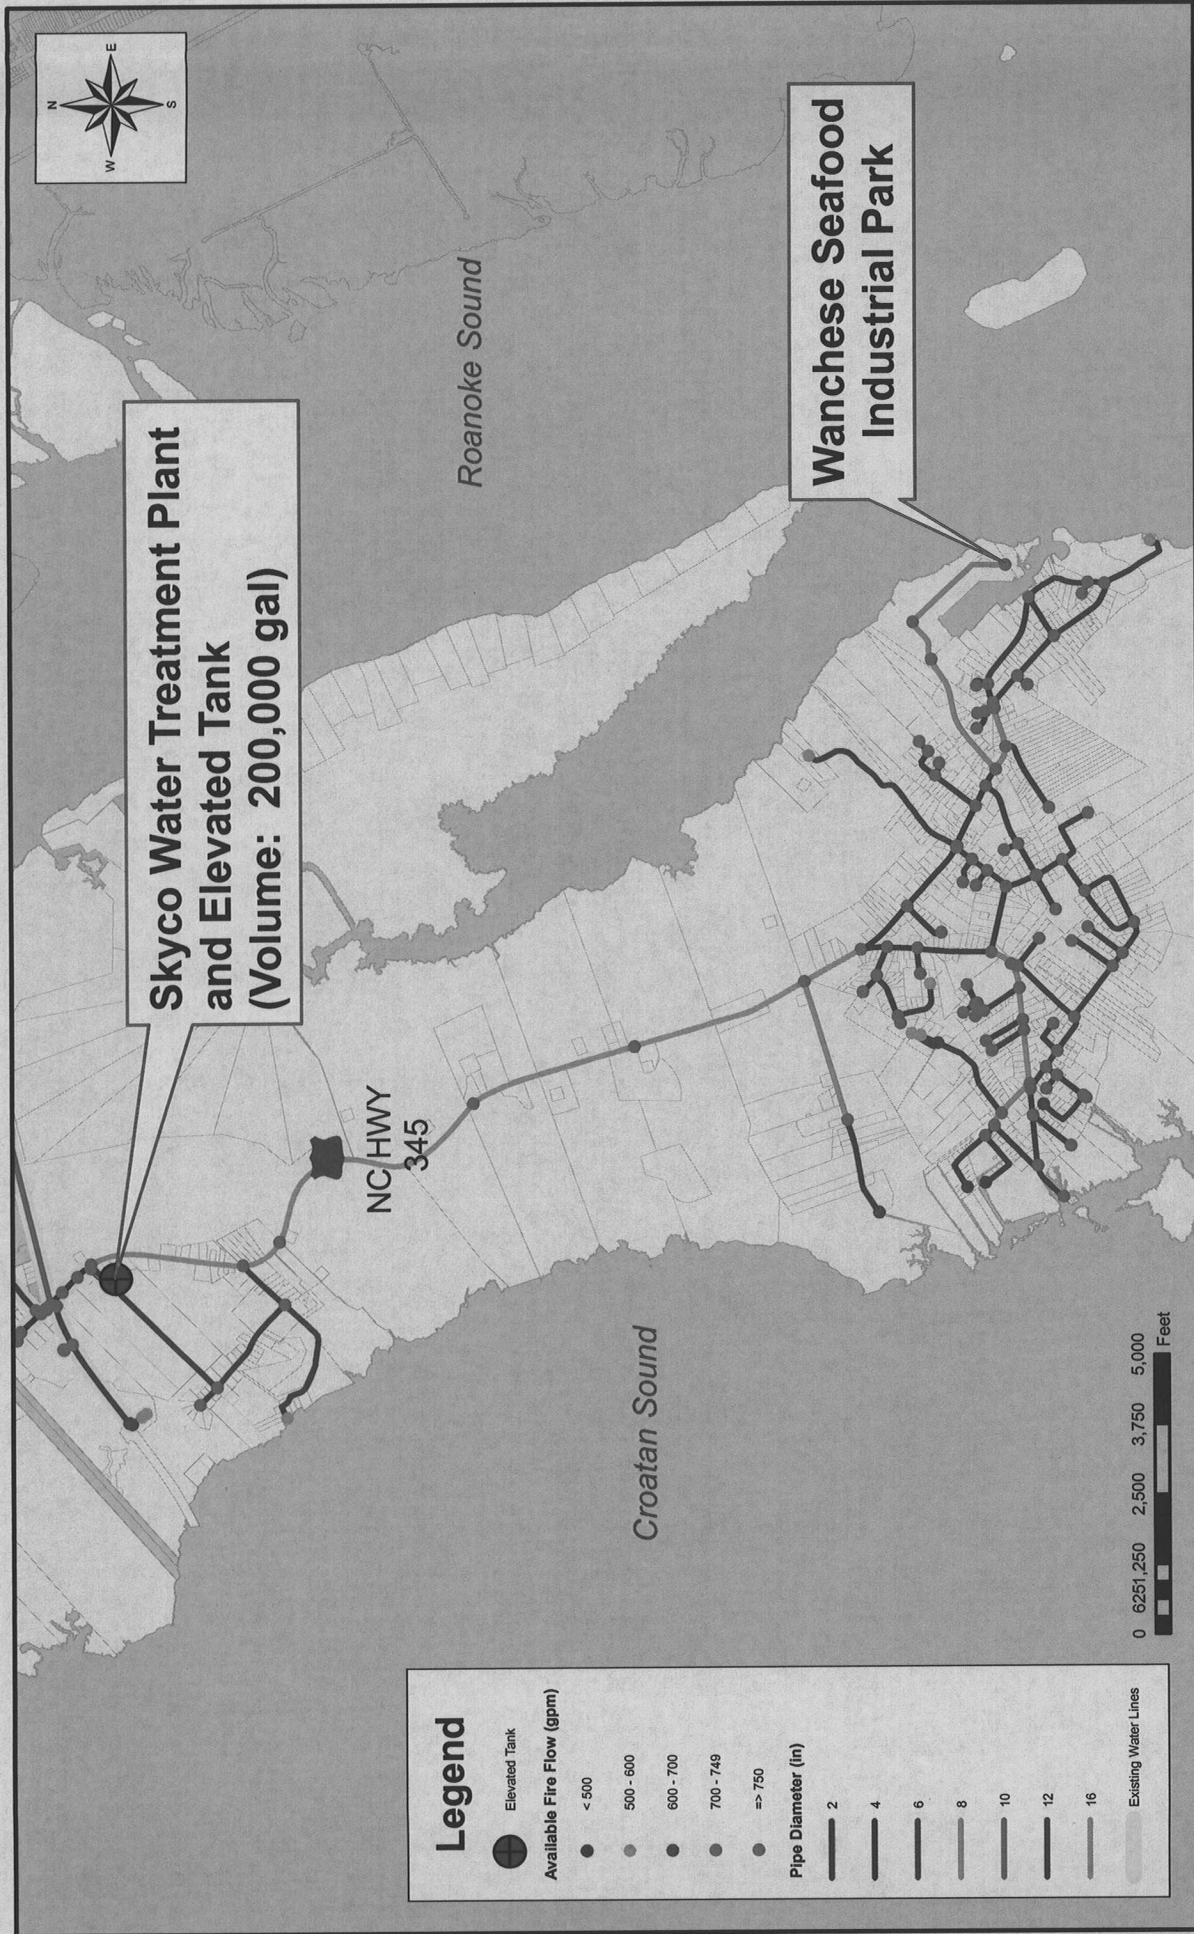 N
E
S
W
Skyco Water Treatment Plant
and Elevated Tank
(Volume: 200,000 gal)
Roanoke Sound
Wanchese Seafood
Industrial Park
NC HWY
345
Croatan Sound
Legend
Elevated Tank
Available Fire Flow (gpm)
< 500
500 - 600
600 - 700
700 - 749
=> 750
Pipe Diameter (in)
2
4
6
8
10
12
16
Existing Water Lines
0 6251,250 2,500 3,750 5,000
Feet